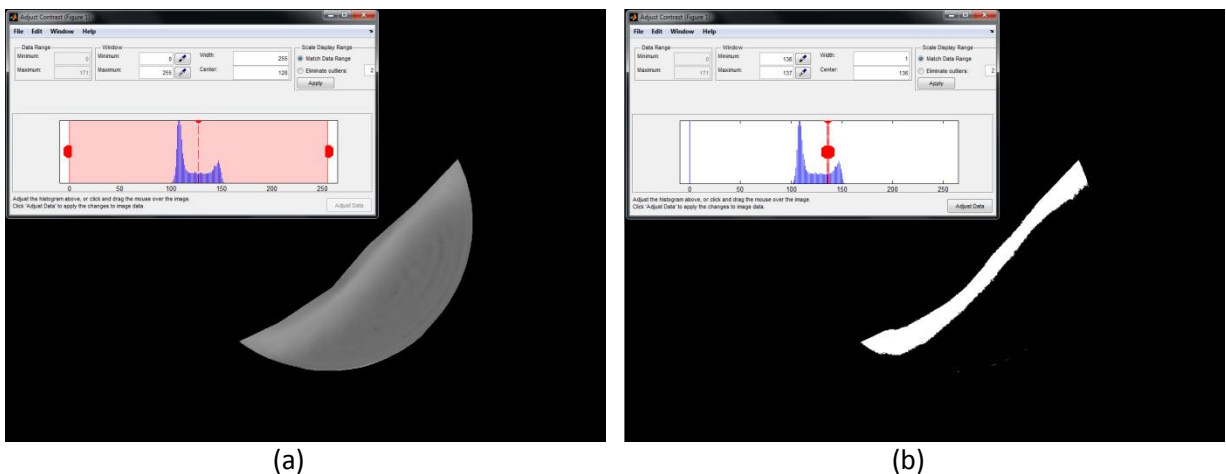 Adjust Contrast (Figure 1)
File Edit Window Help
Data Range
Minimum: 0
Maximum: 171
Window
Minimum: 0
Maximum: 255
Width: 255
Center: 128
Scale Display Range
Match Data Range
Eliminate outliers: 2
Apply
0 50 100 150 200 250
Adjust the histogram above, or click and drag the mouse over the image.
Click 'Adjust Data' to apply the changes to image data.
Adjust Data
(a)
Adjust Contrast (Figure 1)
File Edit Window Help
Data Range
Minimum: 0
Maximum: 171
Window
Minimum: 136
Maximum: 137
Width: 1
Center: 136
Scale Display Range
Match Data Range
Eliminate outliers: 2
Apply
0 50 100 150 200 250
Adjust the histogram above, or click and drag the mouse over the image.
Click 'Adjust Data' to apply the changes to image data.
Adjust Data
(b)